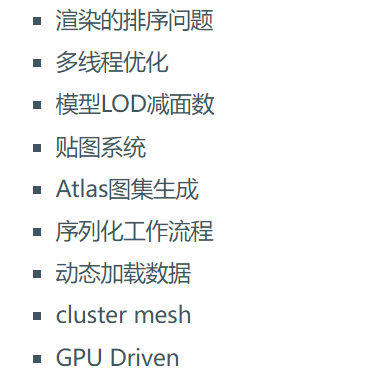 渲染的排序问题
多线程优化
模型LOD减面数
贴图系统
Atlas图集生成
序列化工作流程
动态加载数据
cluster mesh
GPU Driven